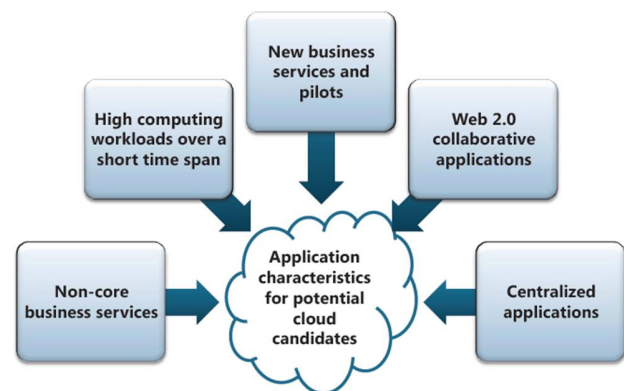 New business
services and
pilots
High computing
workloads over a
short time span
Web 2.0
collaborative
applications
Non-core
business services
Application
characteristics
for potential
cloud
candidates
Centralized
applications